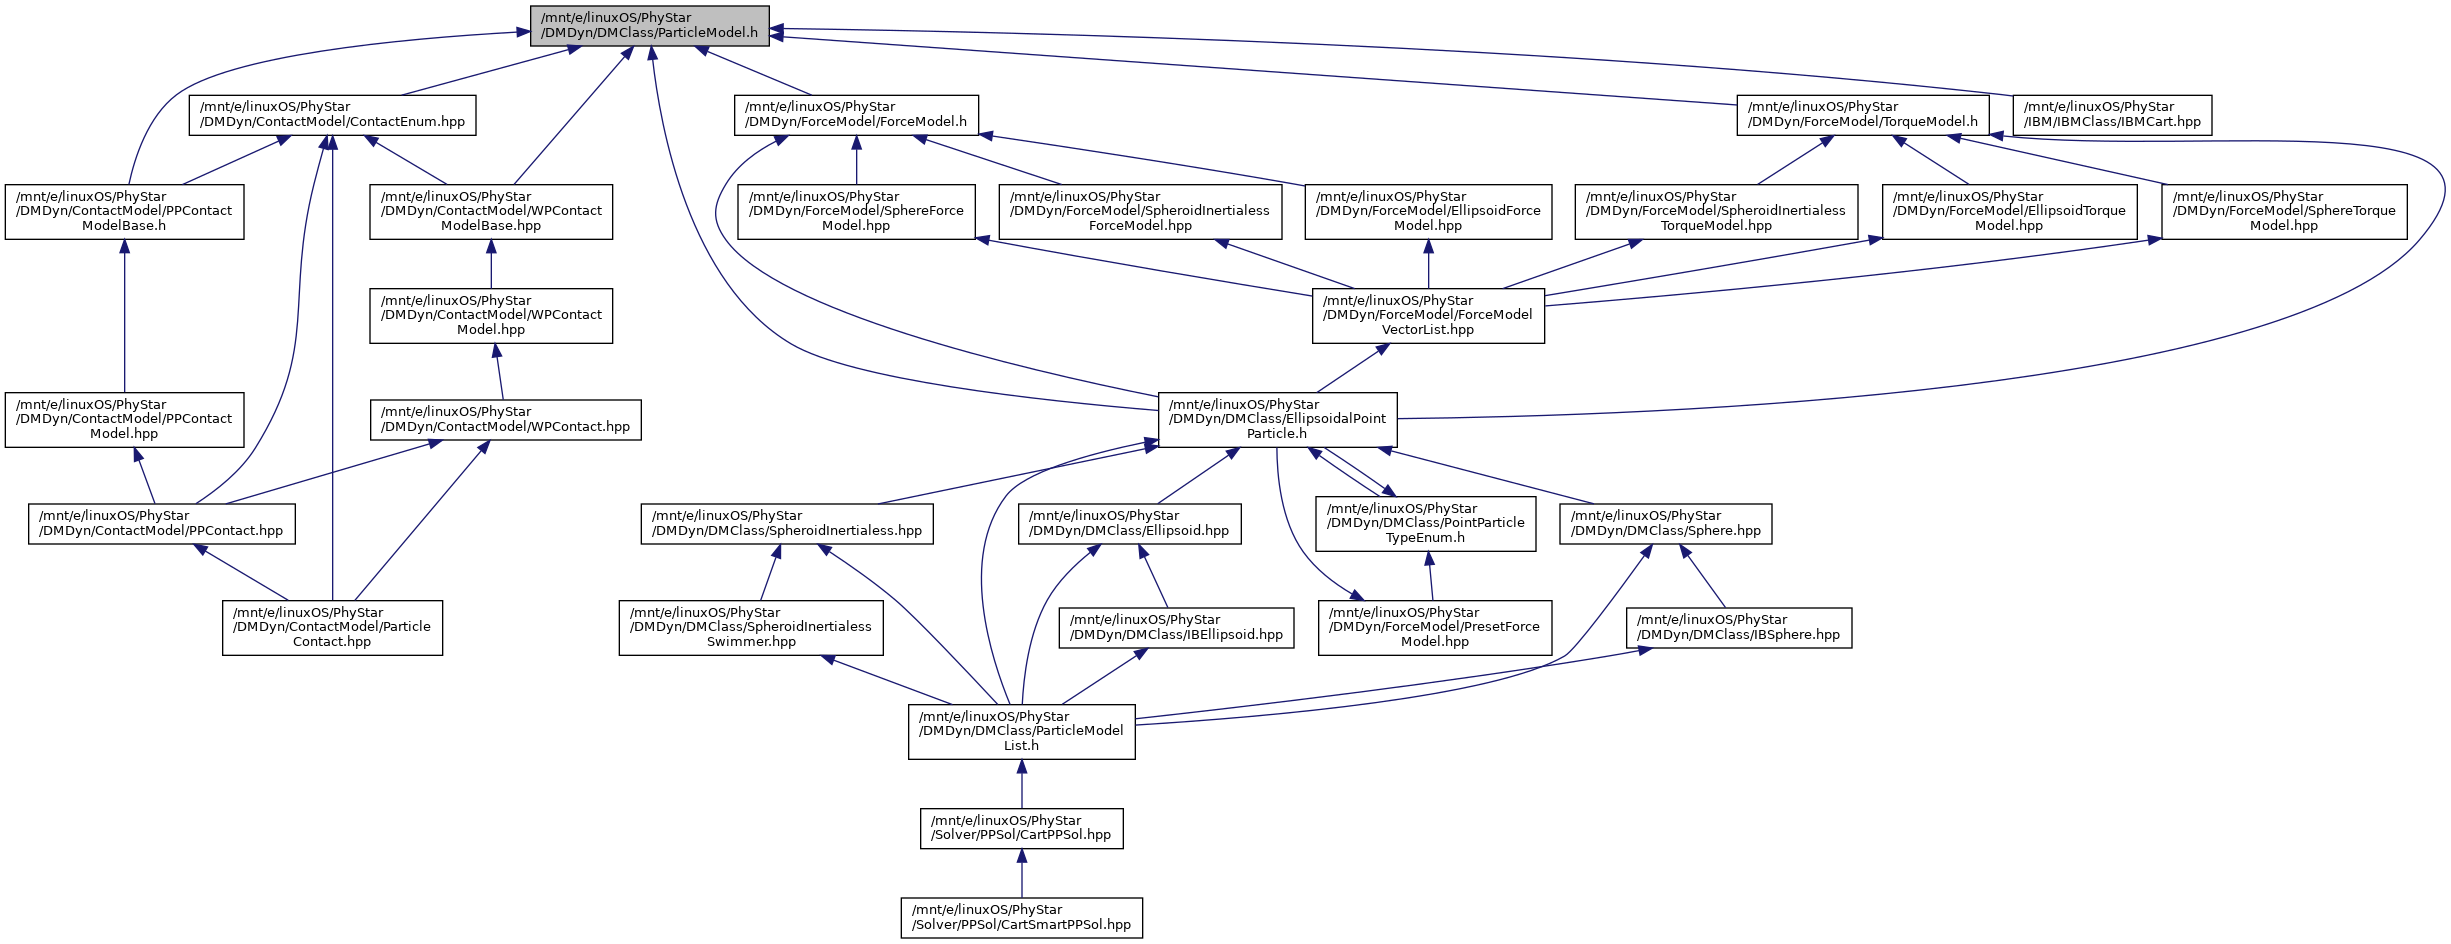 /mnt/e/linuxOS/PhyStar
/DMDyn/DMClass/ParticleModel.h
/mnt/e/linuxOS/PhyStar
/DMDyn/ContactModel/ContactEnum.hpp
/mnt/e/linuxOS/PhyStar
/DMDyn/ForceModel/ForceModel.h
/mnt/e/linuxOS/PhyStar
/DMDyn/ForceModel/TorqueModel.h
/mnt/e/linuxOS/PhyStar
/IBM/IBMClass/IBMCart.hpp
/mnt/e/linuxOS/PhyStar
/DMDyn/ContactModel/PPContact
ModelBase.h
/mnt/e/linuxOS/PhyStar
/DMDyn/ContactModel/WPContact
ModelBase.hpp
/mnt/e/linuxOS/PhyStar
/DMDyn/ForceModel/SphereForce
Model.hpp
/mnt/e/linuxOS/PhyStar
/DMDyn/ForceModel/SpheroidInertialess
ForceModel.hpp
/mnt/e/linuxOS/PhyStar
/DMDyn/ForceModel/EllipsoidForce
Model.hpp
/mnt/e/linuxOS/PhyStar
/DMDyn/ForceModel/SpheroidInertialess
TorqueModel.hpp
/mnt/e/linuxOS/PhyStar
/DMDyn/ForceModel/EllipsoidTorque
Model.hpp
/mnt/e/linuxOS/PhyStar
/DMDyn/ForceModel/SphereTorque
Model.hpp
/mnt/e/linuxOS/PhyStar
/DMDyn/ContactModel/WPContact
Model.hpp
/mnt/e/linuxOS/PhyStar
/DMDyn/ForceModel/ForceModel
VectorList.hpp
/mnt/e/linuxOS/PhyStar
/DMDyn/ContactModel/PPContact
Model.hpp
/mnt/e/linuxOS/PhyStar
/DMDyn/ContactModel/WPContact.hpp
/mnt/e/linuxOS/PhyStar
/DMDyn/DMClass/EllipsoidalPoint
Particle.h
/mnt/e/linuxOS/PhyStar
/DMDyn/ContactModel/PPContact.hpp
/mnt/e/linuxOS/PhyStar
/DMDyn/DMClass/SpheroidInertialess.hpp
/mnt/e/linuxOS/PhyStar
/DMDyn/DMClass/Ellipsoid.hpp
/mnt/e/linuxOS/PhyStar
/DMDyn/DMClass/PointParticle
TypeEnum.h
/mnt/e/linuxOS/PhyStar
/DMDyn/DMClass/Sphere.hpp
/mnt/e/linuxOS/PhyStar
/DMDyn/ContactModel/Particle
Contact.hpp
/mnt/e/linuxOS/PhyStar
/DMDyn/DMClass/SpheroidInertialess
Swimmer.hpp
/mnt/e/linuxOS/PhyStar
/DMDyn/DMClass/IBEllipsoid.hpp
/mnt/e/linuxOS/PhyStar
/DMDyn/ForceModel/PresetForce
Model.hpp
/mnt/e/linuxOS/PhyStar
/DMDyn/DMClass/IBSphere.hpp
/mnt/e/linuxOS/PhyStar
/DMDyn/DMClass/ParticleModel
List.h
/mnt/e/linuxOS/PhyStar
/Solver/PPSol/CartPPSol.hpp
/mnt/e/linuxOS/PhyStar
/Solver/PPSol/CartSmartPPSol.hpp